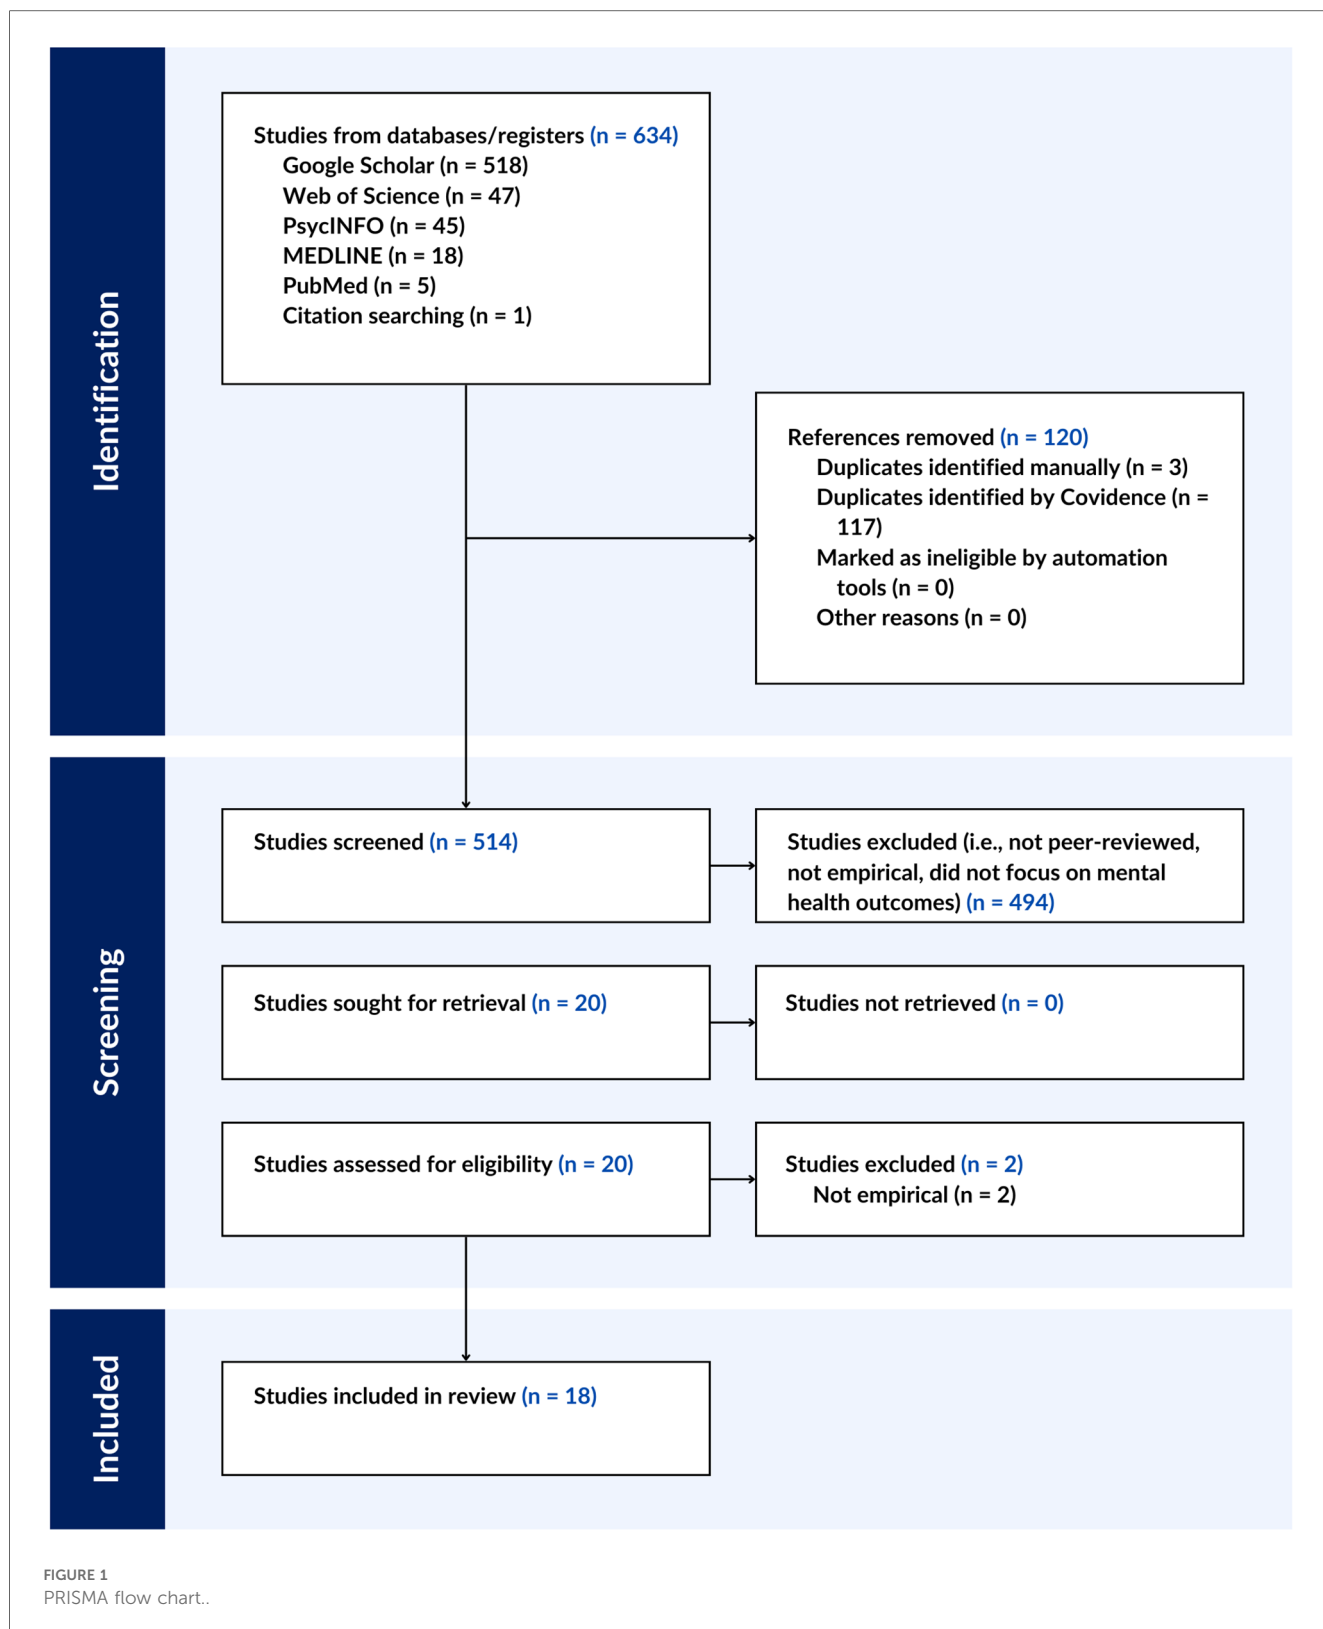 Identification
Studies from databases/registers (n = 634)
Google Scholar (n = 518)
Web of Science (n = 47)
PsycINFO (n = 45)
MEDLINE (n = 18)
PubMed (n = 5)
Citation searching (n = 1)
References removed (n = 120)
Duplicates identified manually (n = 3)
Duplicates identified by Covidence (n =
117)
Marked as ineligible by automation
tools (n = 0)
Other reasons (n = 0)
Screening
Studies screened (n = 514)
Studies excluded (i.e., not peer-reviewed,
not empirical, did not focus on mental
health outcomes) (n = 494)
Studies sought for retrieval (n = 20)
Studies not retrieved (n = 0)
Studies assessed for eligibility (n = 20)
Studies excluded (n = 2)
Not empirical (n = 2)
Included
Studies included in review (n = 18)
FIGURE 1
PRISMA flow chart..